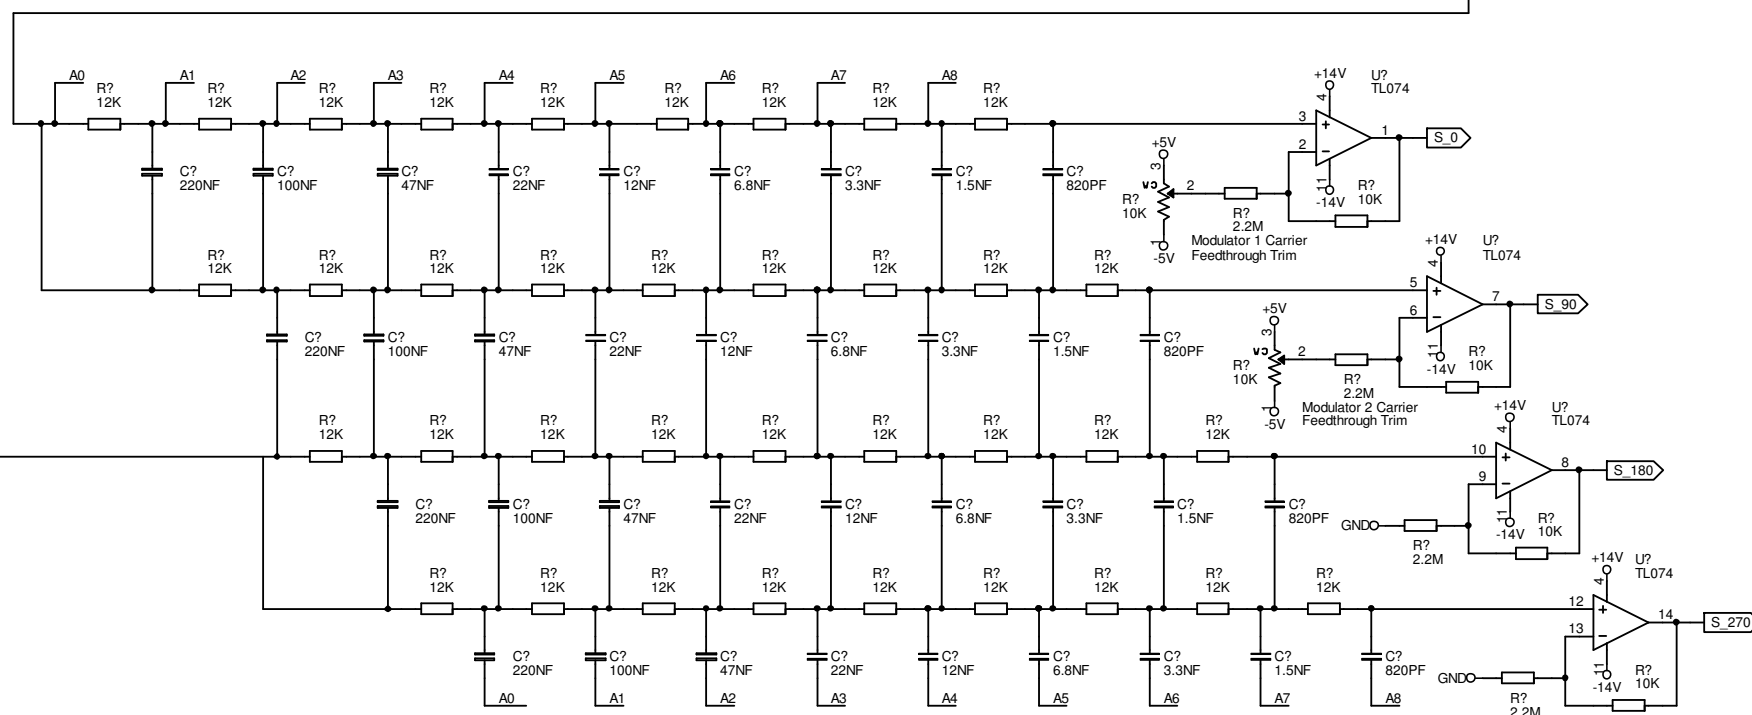 A0 A1 A2 A3 A4 A5 A6 A7 A8
R? R? R? R? R? R? R? R? R?
12K 12K 12K 12K 12K 12K 12K 12K 12K
+14V U?
TL074
4
3 1 S_0
2
11
-14V
R?
10K
C? C? C? C? C? C? C? C? C?
220NF 100NF 47NF 22NF 12NF 6.8NF 3.3NF 1.5NF 820PF
+5V
3
2
R?
10K
1
-5V
R?
2.2M
Modulator 1 Carrier
Feedthrough Trim
R? R? R? R? R? R? R? R? R?
12K 12K 12K 12K 12K 12K 12K 12K 12K
+14V U?
TL074
4
5 7 S_90
6
11
-14V
R?
10K
C? C? C? C? C? C? C? C? C?
220NF 100NF 47NF 22NF 12NF 6.8NF 3.3NF 1.5NF 820PF
+5V
3
2
R?
10K
1
-5V
R?
2.2M
Modulator 2 Carrier
Feedthrough Trim
R? R? R? R? R? R? R? R? R?
12K 12K 12K 12K 12K 12K 12K 12K 12K
+14V U?
TL074
4
10 8 S_180
9
11
-14V
R?
10K
C? C? C? C? C? C? C? C? C?
220NF 100NF 47NF 22NF 12NF 6.8NF 3.3NF 1.5NF 820PF
GND
R?
2.2M
R? R? R? R? R? R? R? R? R?
12K 12K 12K 12K 12K 12K 12K 12K 12K
+14V U?
TL074
4
12 14 S_270
13
11
-14V
R?
10K
C? C? C? C? C? C? C? C? C?
220NF 100NF 47NF 22NF 12NF 6.8NF 3.3NF 1.5NF 820PF
GND
R?
2.2M
A0 A1 A2 A3 A4 A5 A6 A7 A8